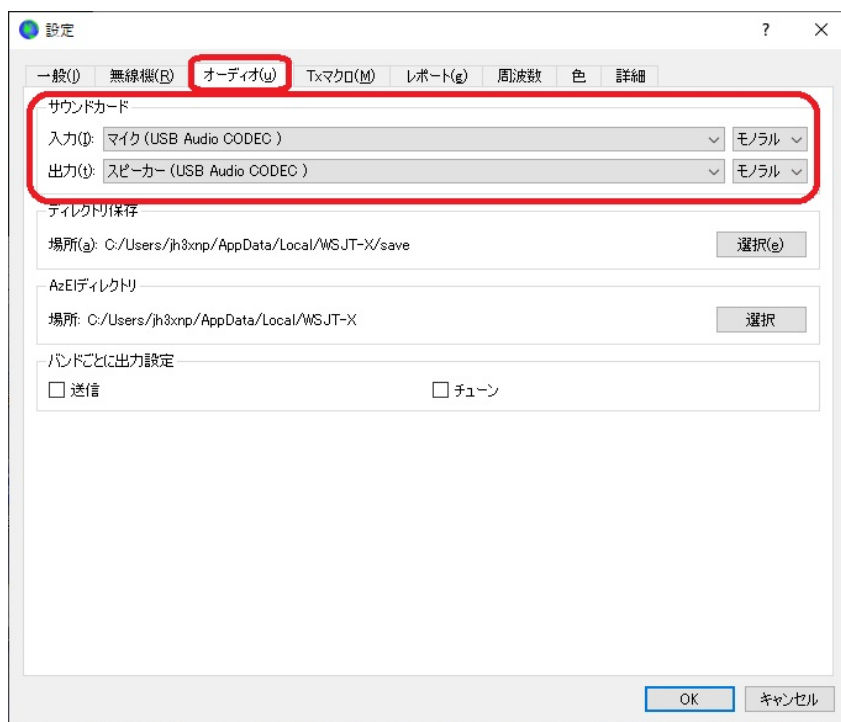 設定
一般(I) 無線機(R) オーディオ(u) Txマクロ(M) レポート(g) 周波数 色 詳細
サウンドカード
入力(I): マイク (USB Audio CODEC ) モノラル
出力(t): スピーカー (USB Audio CODEC ) モノラル
ディレクトリ保存
場所(a): C:/Users/jh3xnp/AppData/Local/WSJT-X/save 選択(e)
AzElディレクトリ
場所: C:/Users/jh3xnp/AppData/Local/WSJT-X 選択
バンドごとに出力設定
送信 チューン
OK キャンセル